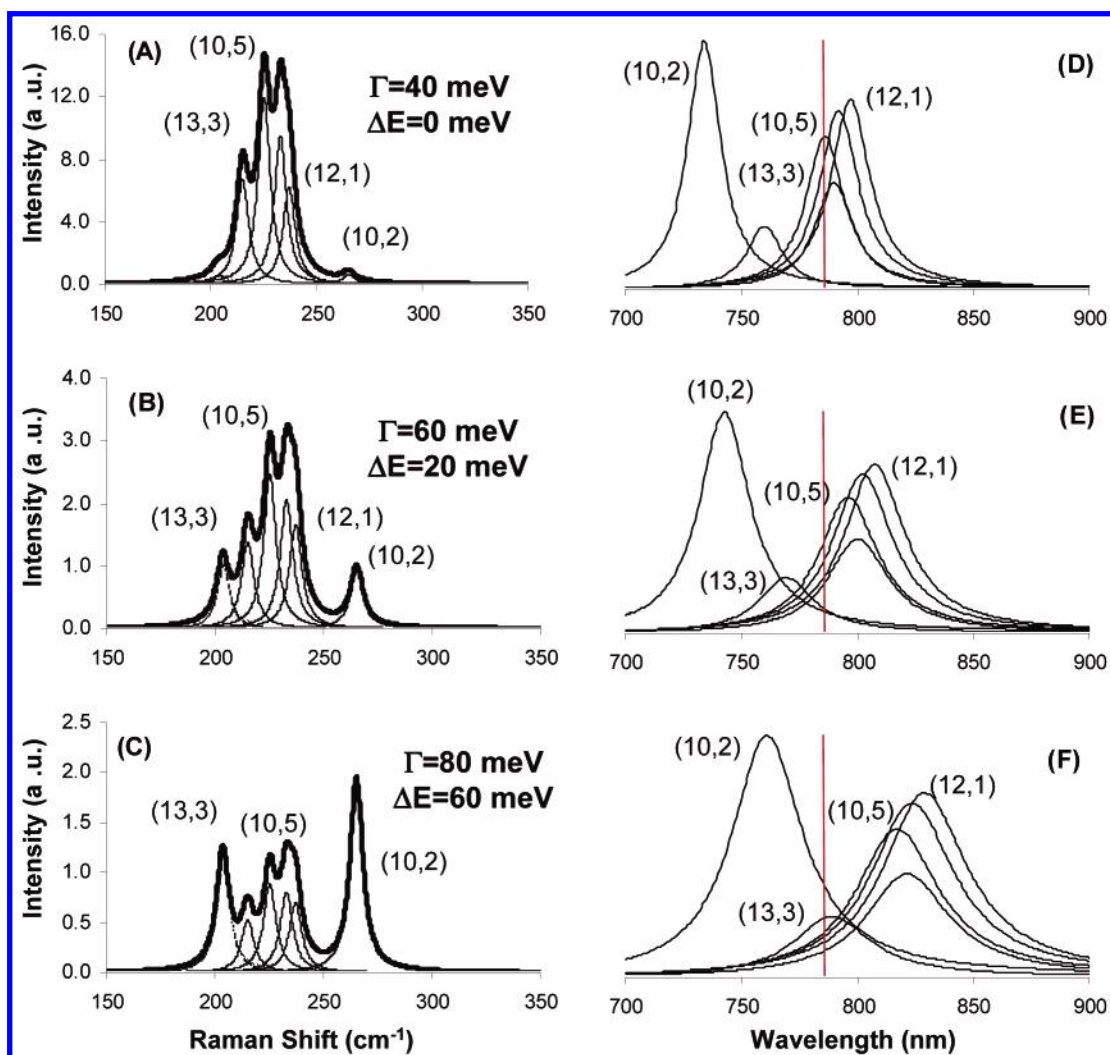 (A)
(10,5)
(13,3)
Γ=40 meV
ΔE=0 meV
(12,1)
(10,2)
Intensity (a .u.)
16.0
12.0
8.0
4.0
0.0
150 200 250 300 350
(D)
(10,2)
(10,5)
(12,1)
(13,3)
700 750 800 850 900
(B)
(10,5)
Γ=60 meV
ΔE=20 meV
(13,3)
(12,1)
(10,2)
Intensity (a .u.)
4.0
3.0
2.0
1.0
0.0
150 200 250 300 350
(E)
(10,2)
(10,5)
(12,1)
(13,3)
700 750 800 850 900
(C)
Γ=80 meV
ΔE=60 meV
(13,3)
(10,5)
(10,2)
Intensity (a .u.)
2.5
2.0
1.5
1.0
0.5
0.0
150 200 250 300 350
Raman Shift (cm⁻¹)
(F)
(10,2)
(10,5)
(12,1)
(13,3)
700 750 800 850 900
Wavelength (nm)